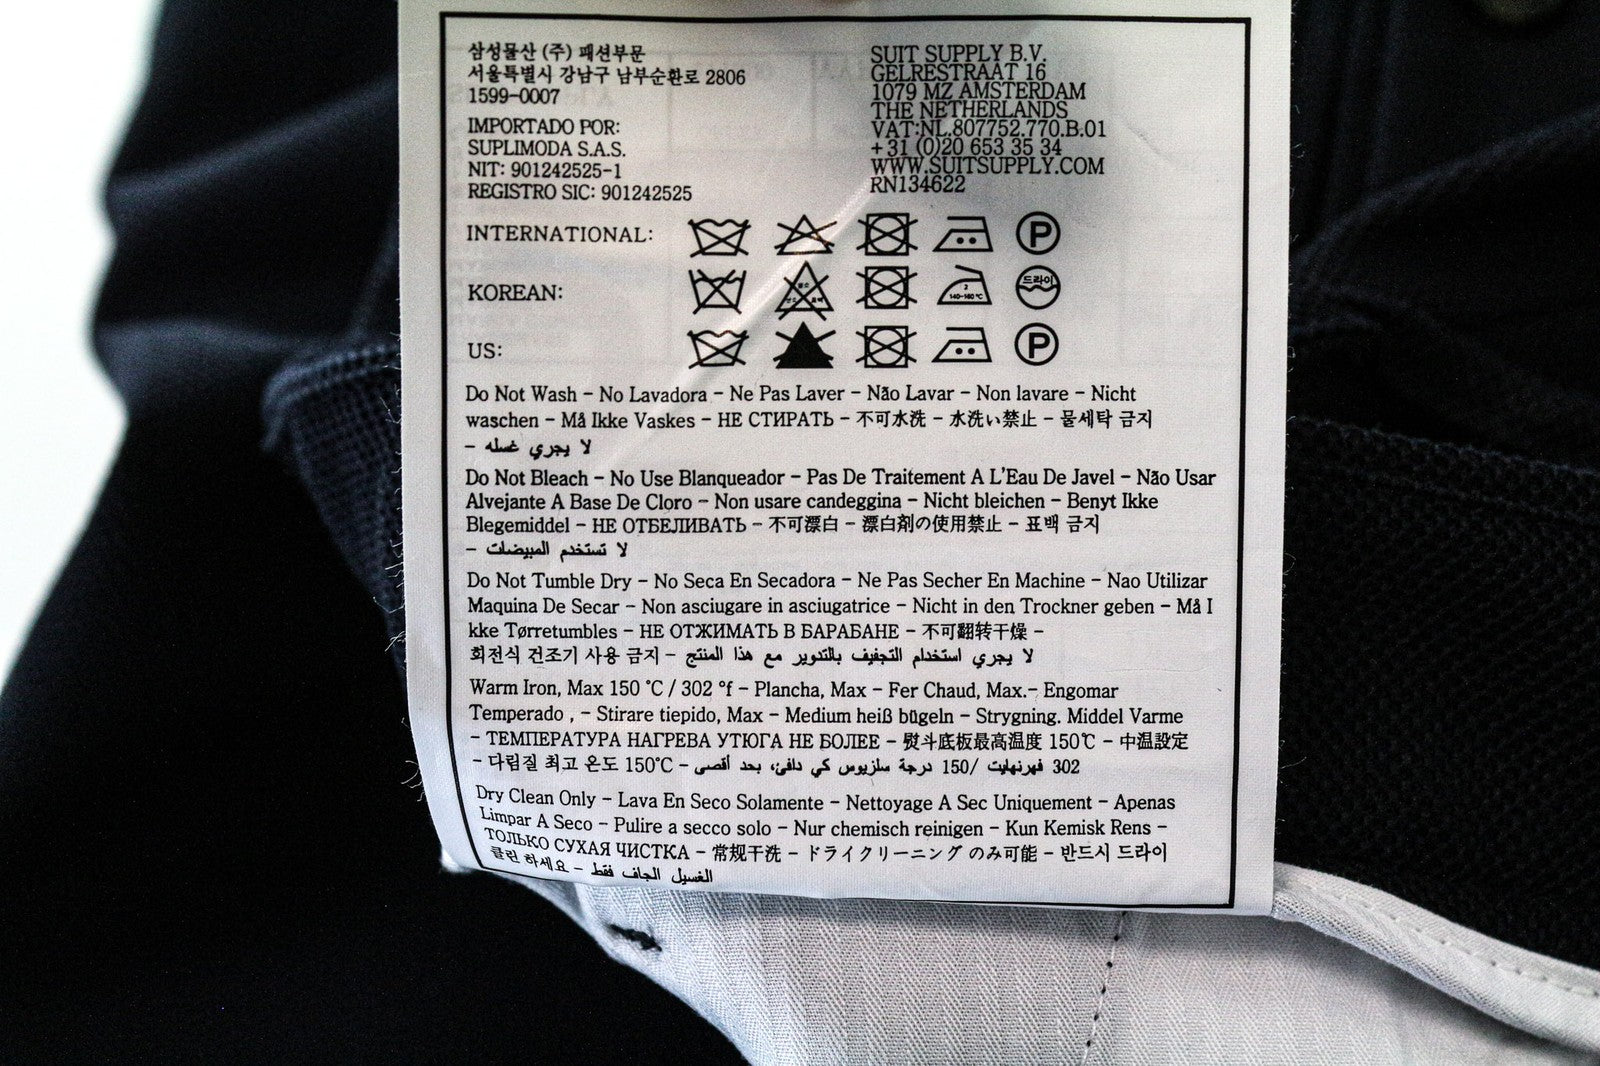 삼성물산 (주) 패션부문
서울특별시 강남구 남부순환로 2806
1599-0007
IMPORTADO POR:
SUPLIMODA S.A.S.
NIT: 901242525-1
REGISTRO SIC: 901242525
SUIT SUPPLY B.V.
GELRESTRAAT 16
1079 MZ AMSTERDAM
THE NETHERLANDS
VAT:NL.807752.770.B.01
+31 (0)20 653 35 34
WWW.SUITSUPPLY.COM
RN134622
INTERNATIONAL:
P
KOREAN:
2
140-160 ℃
드라이
US:
P
Do Not Wash - No Lavadora - Ne Pas Laver - Não Lavar - Non lavare - Nicht
waschen - Må Ikke Vaskes - НЕ СТИРАТЬ - 不可水洗 - 水洗い禁止 - 물세탁 금지
- لا يجري غسله
Do Not Bleach - No Use Blanqueador - Pas De Traitement A L'Eau De Javel - Não Usar
Alvejante A Base De Cloro - Non usare candeggina - Nicht bleichen - Benyt Ikke
Blegemiddel - НЕ ОТБЕЛИВАТЬ - 不可漂白 - 漂白剤の使用禁止 - 표백 금지
- لا تستخدم المبيضات
Do Not Tumble Dry - No Seca En Secadora - Ne Pas Secher En Machine - Nao Utilizar
Maquina De Secar - Non asciugare in asciugatrice - Nicht in den Trockner geben - Må I
kke Tørretumbles - НЕ ОТЖИМАТЬ В БАРАБАНЕ - 不可翻转干燥 -
회전식 건조기 사용 금지 - لا يجري استخدام التجفيف بالتدوير مع هذا المنتج
Warm Iron, Max 150 °C / 302 °f - Plancha, Max - Fer Chaud, Max.- Engomar
Temperado , - Stirare tiepido, Max - Medium heiß bügeln - Strygning. Middel Varme
- ТЕМПЕРАТУРА НАГРЕВА УТЮГА НЕ БОЛЕЕ - 熨斗底板最高温度 150℃ - 中温設定
- 다림질 최고 온도 150℃ - كي دافئ، بحد أقصى 150 درجة سلزيوس/ 302 فهرنهايت
Dry Clean Only - Lava En Seco Solamente - Nettoyage A Sec Uniquement - Apenas
Limpar A Seco - Pulire a secco solo - Nur chemisch reinigen - Kun Kemisk Rens -
ТОЛЬКО СУХАЯ ЧИСТКА - 常规干洗 - ドライクリーニング のみ可能 - 반드시 드라이
클린 하세요 - الغسيل الجاف فقط